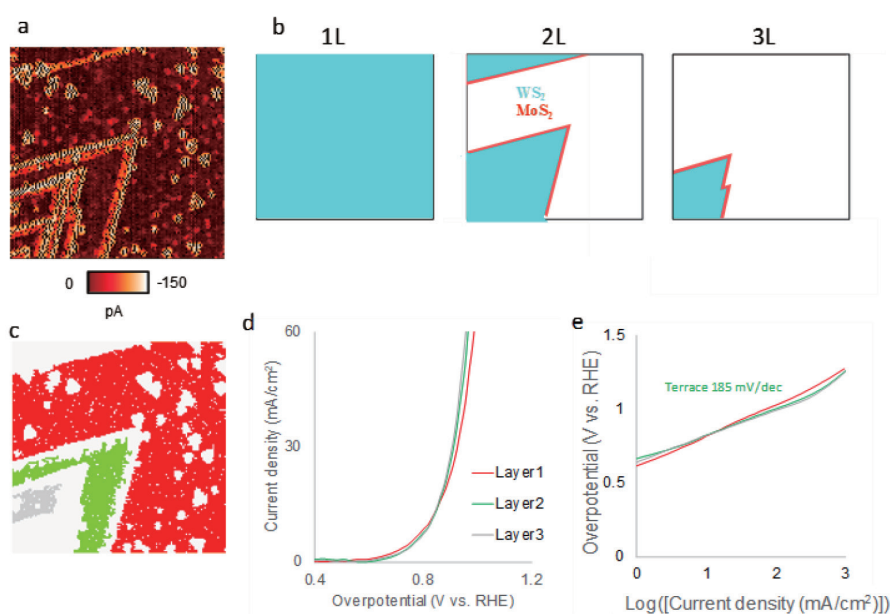 a
0
-150
pA
b
1L
2L
3L
WS₂
MoS₂
c
d
60
30
0
0.4
0.8
1.2
Current density (mA/cm²)
Overpotential (V vs. RHE)
Layer1
Layer2
Layer3
e
1.5
1
0.5
0
0
1
2
3
Terrace 185 mV/dec
Overpotential (V vs. RHE)
Log([Current density (mA/cm²)])